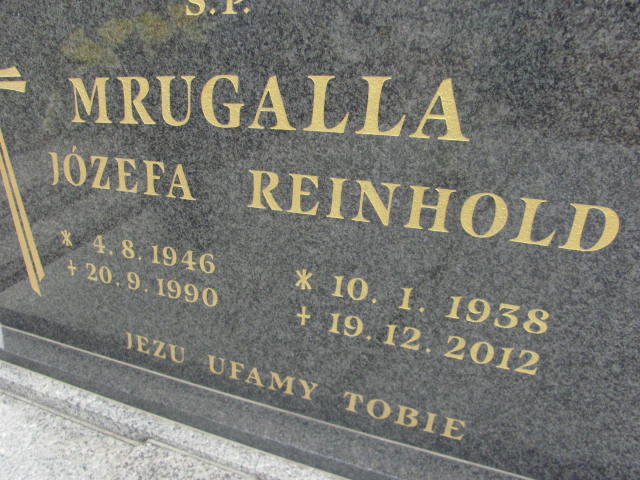 S.P.
MRUGALLA
JÓZEFA REINHOLD
* 4.8.1946
+ 20.9.1990
* 10.1.1938
+ 19.12.2012
JEZU UFAMY TOBIE